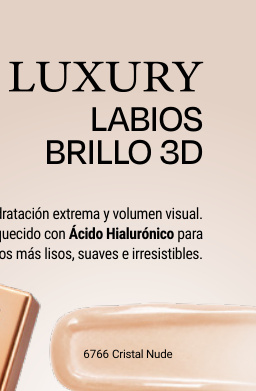 LUXURY
LABIOS
BRILLO 3D
dratación extrema y volumen visual.
quecido con Ácido Hialurónico para
os más lisos, suaves e irresistibles.
6766 Cristal Nude